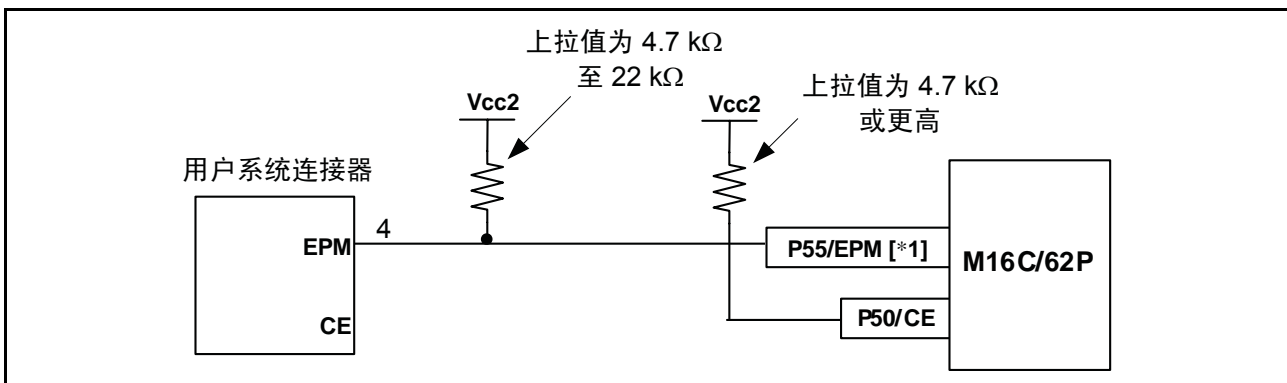 上拉值为 4.7 kΩ
至 22 kΩ
Vcc2
上拉值为 4.7 kΩ
或更高
Vcc2
用户系统连接器
EPM
4
P55/EPM [*1]
M16C/62P
CE
P50/CE